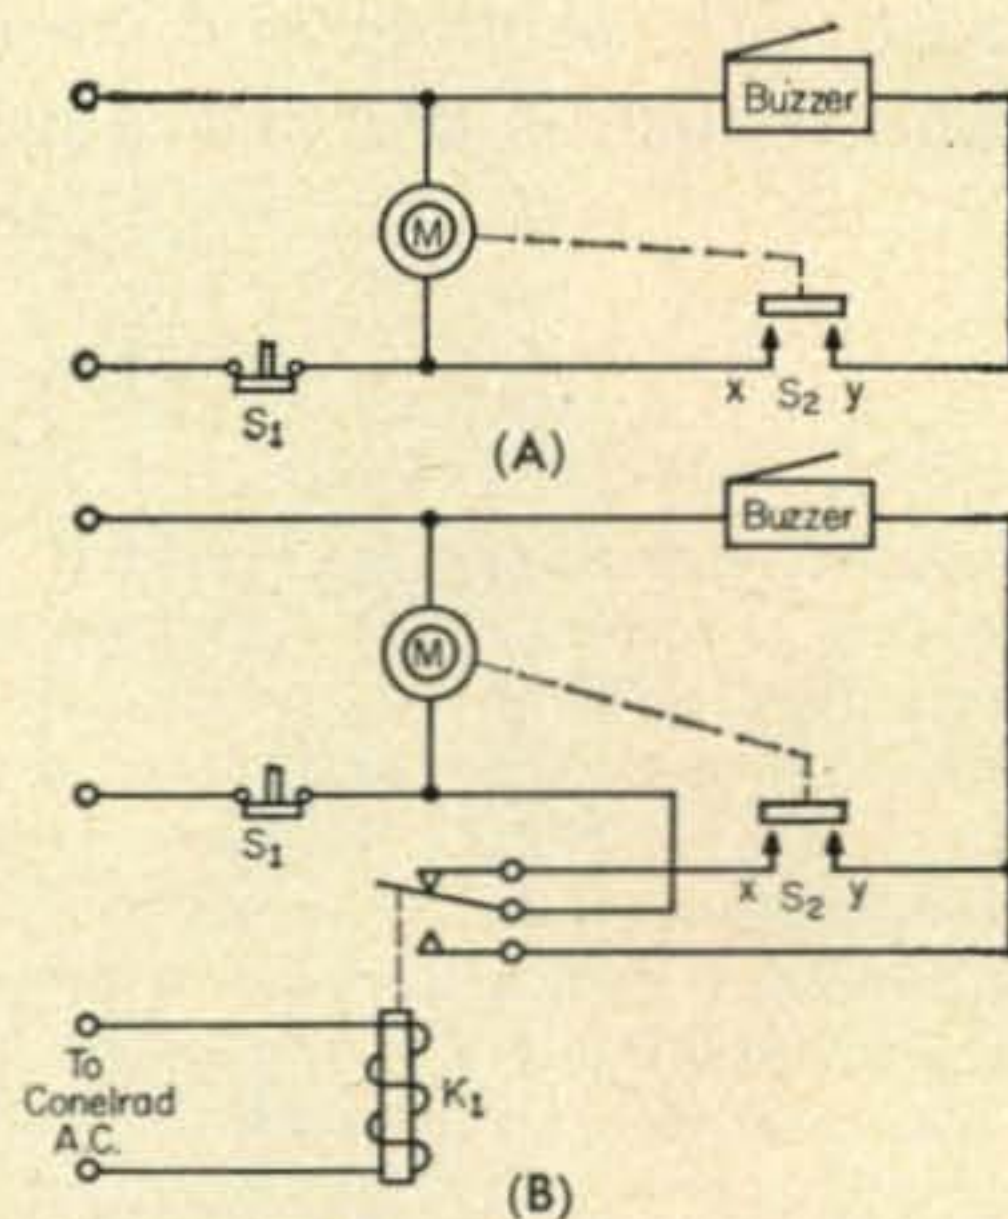 Buzzer
M
S₁
x S₂ y
(A)
Buzzer
M
S₁
x S₂ y
To
Conelrad
A.C.
K₁
(B)